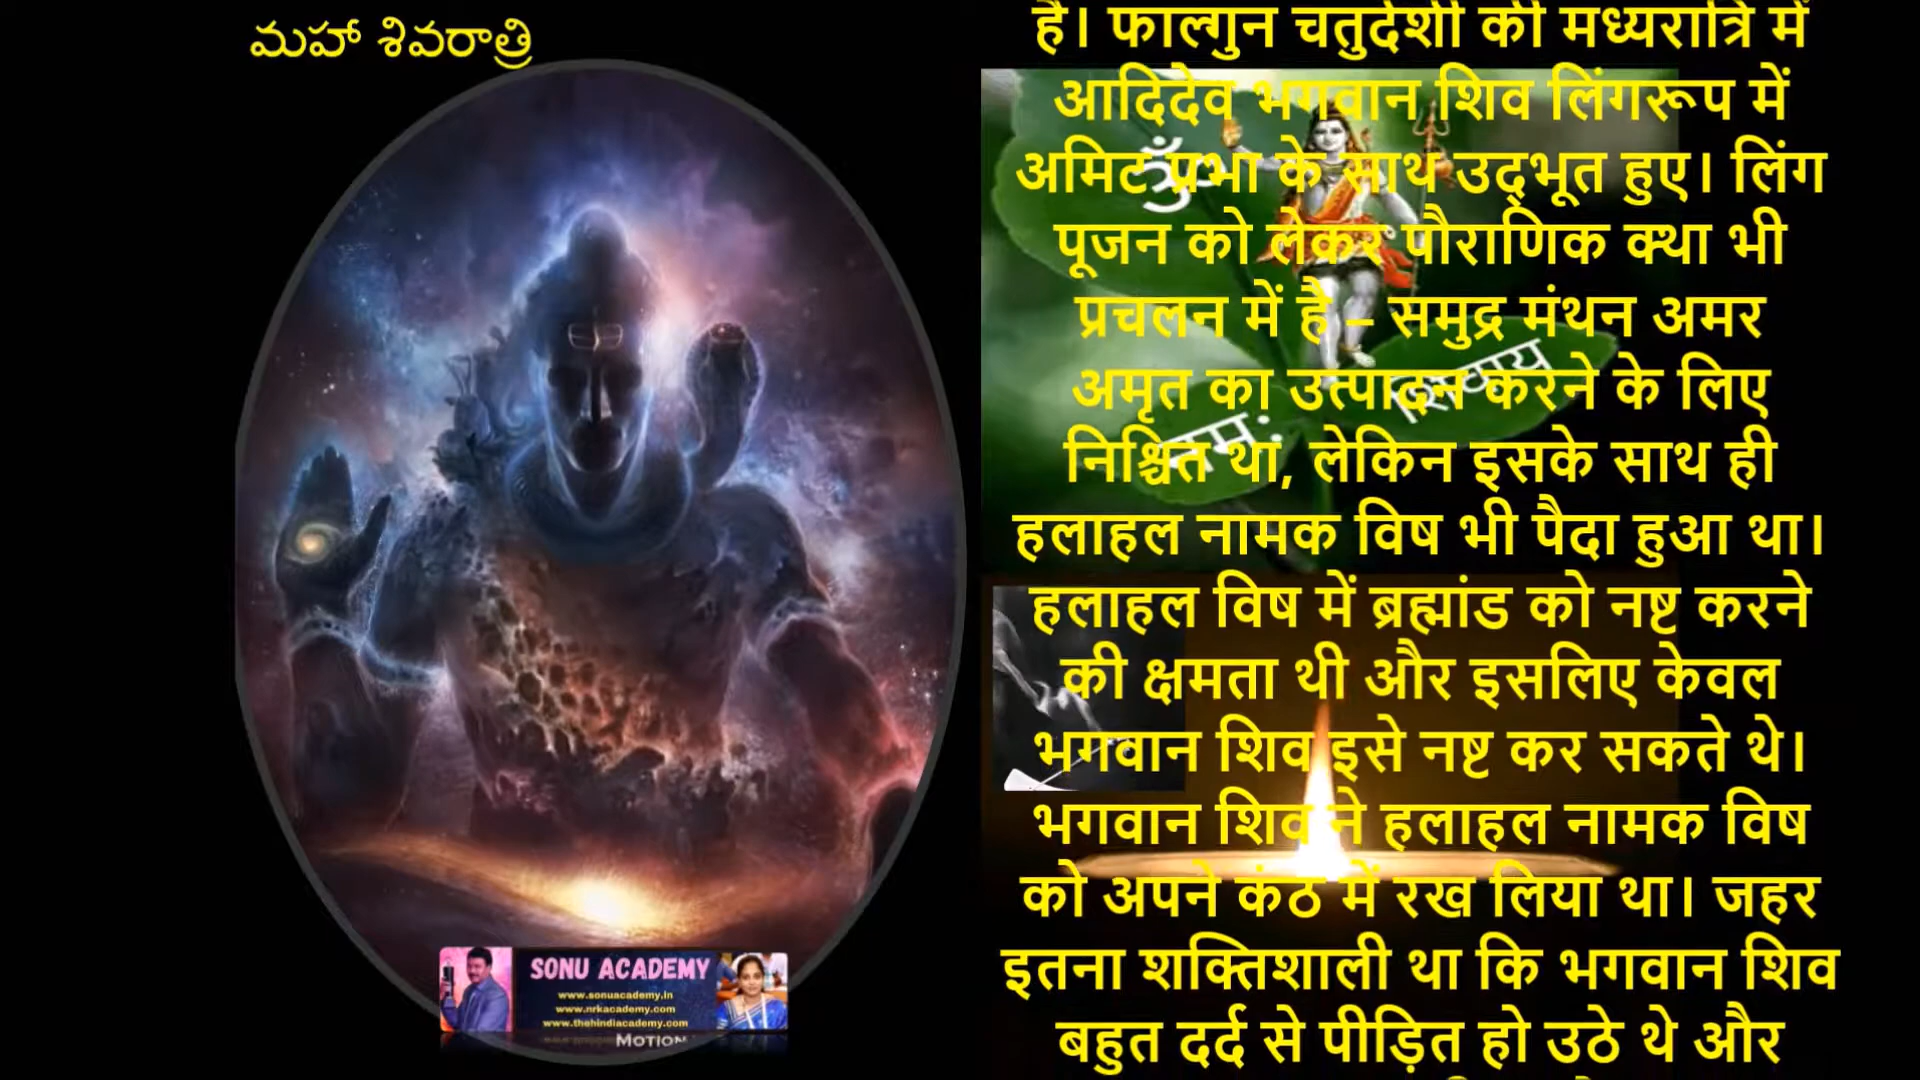 మహా శివరాత్రి
है। फाल्गुन चतुर्दशी की मध्यरात्रि में
आदिदेव भगवान शिव लिंगरूप में
अमिट प्रभा के साथ उद्भूत हुए। लिंग
पूजन को लेकर पौराणिक क्था भी
प्रचलन में है – समुद्र मंथन अमर
अमृत का उत्पादन करने के लिए
निश्चित था, लेकिन इसके साथ ही
हलाहल नामक विष भी पैदा हुआ था।
हलाहल विष में ब्रह्मांड को नष्ट करने
की क्षमता थी और इसलिए केवल
भगवान शिव इसे नष्ट कर सकते थे।
भगवान शिव ने हलाहल नामक विष
को अपने कंठ में रख लिया था। जहर
इतना शक्तिशाली था कि भगवान शिव
बहुत दर्द से पीड़ित हो उठे थे और
ॐ
नमः
शिवाय
SONU ACADEMY
www.sonuacademy.in
www.nrkacademy.com
www.thehindiacademy.com
MOTION